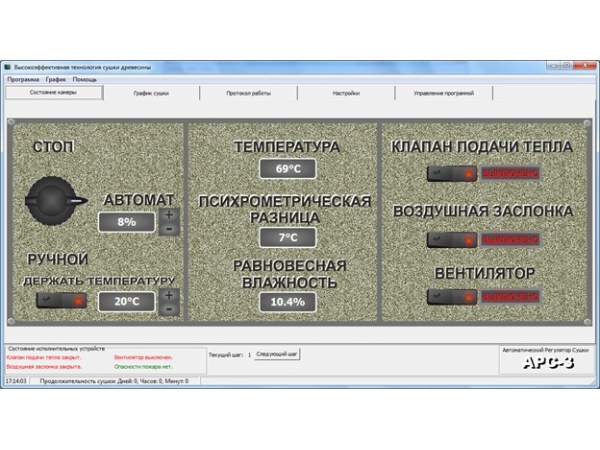 Высокоэффективная технология сушки древесины
Программа График Помощь
Состояние камеры График сушки Протокол работы Настройки Управление программой
СТОП
АВТОМАТ
8%
+
-
РУЧНОЙ
ДЕРЖАТЬ ТЕМПЕРАТУРУ
20°C
+
-
ТЕМПЕРАТУРА
69°C
ПСИХРОМЕТРИЧЕСКАЯ
РАЗНИЦА
7°C
РАВНОВЕСНАЯ
ВЛАЖНОСТЬ
10.4%
КЛАПАН ПОДАЧИ ТЕПЛА
ВЫКЛЮЧЕНО
ВОЗДУШНАЯ ЗАСЛОНКА
ВЫКЛЮЧЕНО
ВЕНТИЛЯТОР
ВЫКЛЮЧЕНО
Состояние исполнительных устройств
Клапан подачи тепла закрыт. Вентилятор выключен.
Воздушная заслонка закрыта. Опасности пожара нет.
Текущий шаг: 1 Следующий шаг
Автоматический Регулятор Сушки
АРС-3
17:14:03 Продолжительность сушки: Дней: 0, Часов: 0, Минут: 0